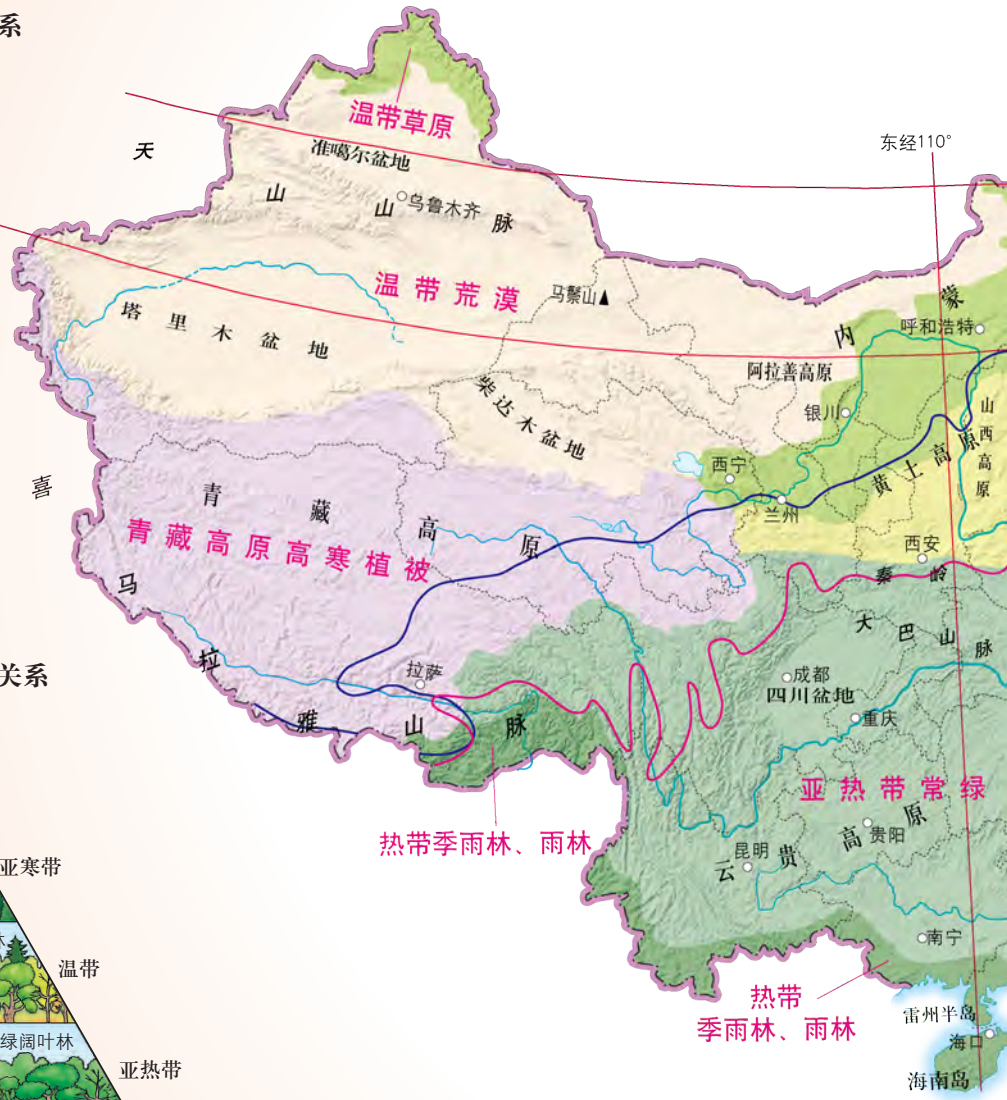 系
温带草原
天
准噶尔盆地
东经110°
山
山
脉
乌鲁木齐
温带荒漠
马鬃山
塔里木盆地
内
蒙
呼和浩特
阿拉善高原
柴达木盆地
银川
山西高原
西宁
黄土高原
喜
青藏高原
兰州
青藏高原高寒植被
西安
秦岭
马
大巴山脉
拉
关系
拉萨
成都
四川盆地
雅
山
脉
重庆
亚热带常绿
热带季雨林、雨林
高原
贵阳
昆明
云贵
亚寒带
林
南宁
温带
热带
季雨林、雨林
雷州半岛
绿阔叶林
海口
亚热带
海南岛